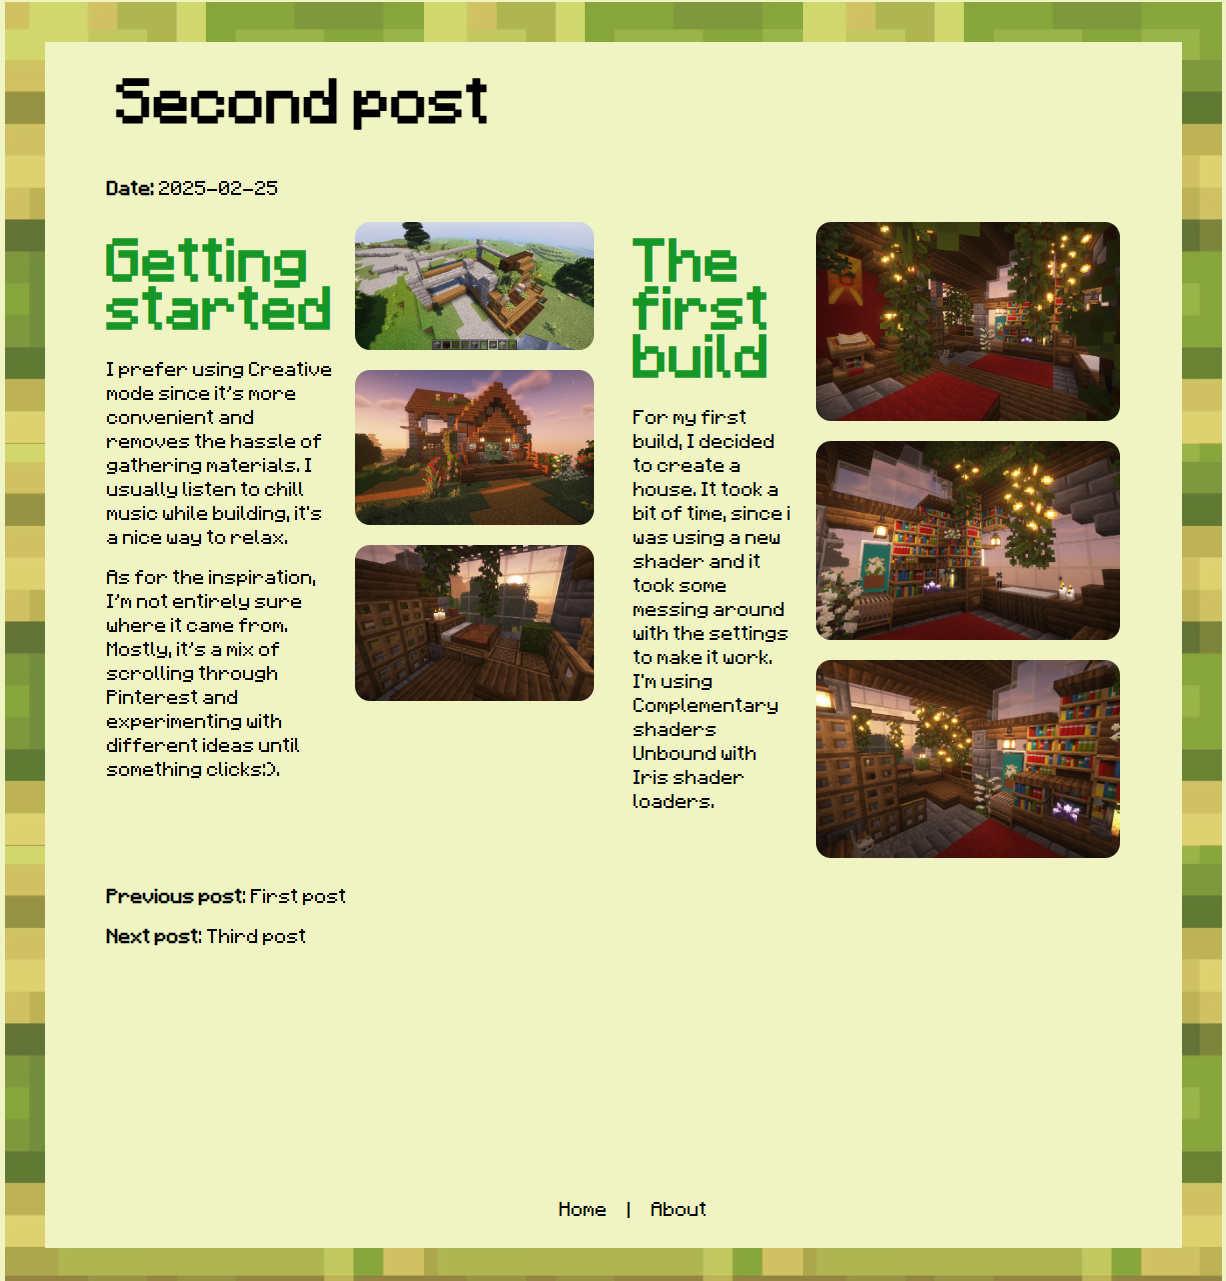 Second post
Date: 2025-02-25
Getting
started
I prefer using Creative
mode since it's more
convenient and
removes the hassle of
gathering materials. I
usually listen to chill
music while building, it's
a nice way to relax.
As for the inspiration,
I'm not entirely sure
where it came from.
Mostly, it's a mix of
scrolling through
Pinterest and
experimenting with
different ideas until
something clicks:).
The
first
build
For my first
build, I decided
to create a
house. It took a
bit of time, since i
was using a new
shader and it
took some
messing around
with the settings
to make it work.
I'm using
Complementary
shaders
Unbound with
Iris shader
loaders.
Previous post: First post
Next post: Third post
Home | About